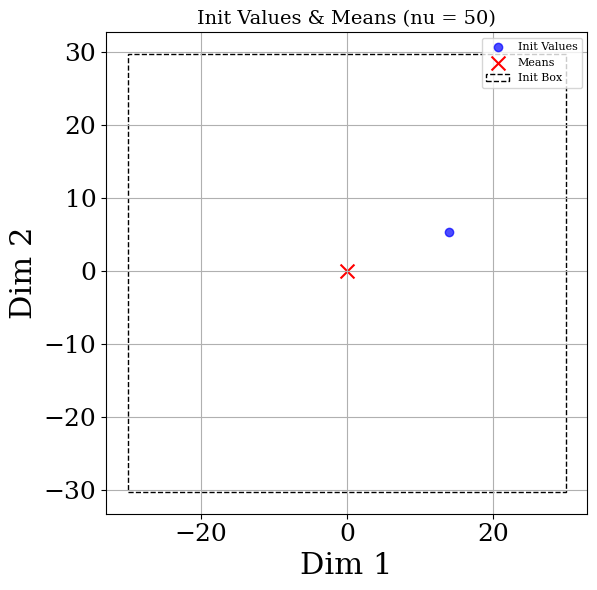 Init Values & Means (nu = 50)
Init Values
Means
Init Box
30
20
10
0
−10
−20
−30
Dim 2
−20
0
20
Dim 1